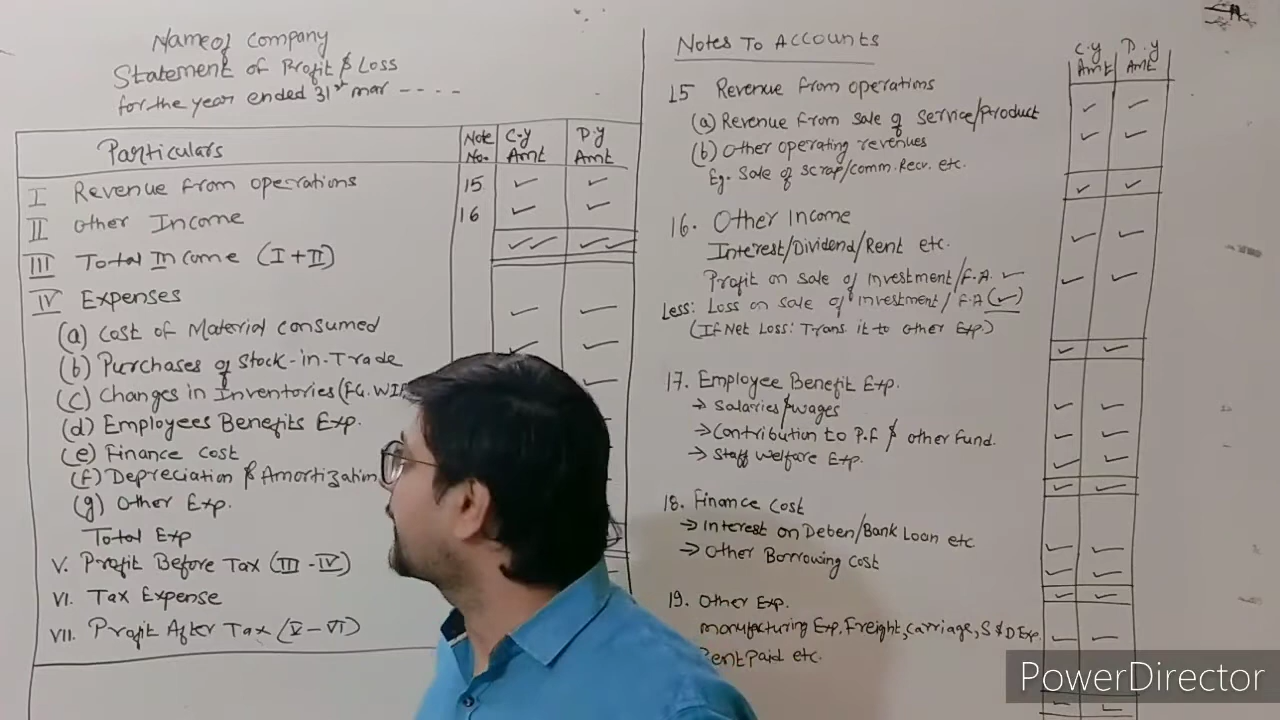 Name of Company
Statement of Profit & Loss
for the year ended 31st mar ----
Particulars
Note No.
C.y Amt
P.y Amt
I Revenue from operations 15 ✓ ✓
II Other Income 16 ✓ ✓
III Total Income (I+II) ✓✓ ✓✓
IV Expenses
(a) Cost of Material consumed ✓ ✓
(b) Purchases of Stock-in-Trade ✓ ✓
(c) Changes in Inventories (F.G. WIP
(d) Employees Benefits Exp.
(e) Finance Cost
(f) Depreciation & Amortization
(g) Other Exp.
Total Exp
V. Profit Before Tax (III-IV)
VI. Tax Expense
VII. Profit After Tax (V-VI)
Notes To Accounts
C.y Amt
P.y Amt
15 Revenue from operations
(a) Revenue from sale of service/Product ✓ ✓
(b) Other operating revenues ✓ ✓
Eg. Sale of scrap/comm. Recv. etc.
✓ ✓
16. Other Income
Interest/Dividend/Rent etc. ✓ ✓
Profit on sale of investment/F.A. ✓ ✓ ✓
Less: Loss on sale of investment/F.A (✓)
(If Net Loss: Trans. it to other Exp.)
✓ ✓
17. Employee Benefit Exp.
→ Salaries & wages ✓ ✓
→ Contribution to P.F & other Fund. ✓ ✓
→ Staff Welfare Exp. ✓ ✓
✓ ✓
18. Finance Cost
→ Interest on Deben/Bank Loan etc ✓ ✓
→ Other Borrowing Cost ✓ ✓
✓ ✓
19. Other Exp.
manufacturing Exp, Freight, Carriage, S & D Exp. ✓ ✓
Paid etc.
✓ ✓
PowerDirector